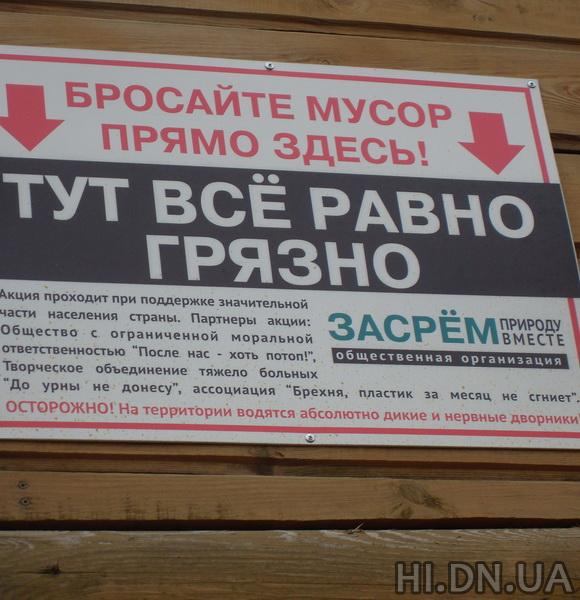 БРОСАЙТЕ МУСОР
ПРЯМО ЗДЕСЬ!
ТУТ ВСЁ РАВНО
ГРЯЗНО
Акция проходит при поддержке значительной
части населения страны. Партнеры акции:
Общество с ограниченной моральной
ответственностью "После нас - хоть потоп!",
Творческое объединение тяжело больных
"До урны не донесу", ассоциация "Брехня, пластик за месяц не сгниет".
ЗАСРЁМ ПРИРОДУ
ВМЕСТЕ
общественная организация
ОСТОРОЖНО! На территории водятся абсолютно дикие и нервные дворники!
HI.DN.UA